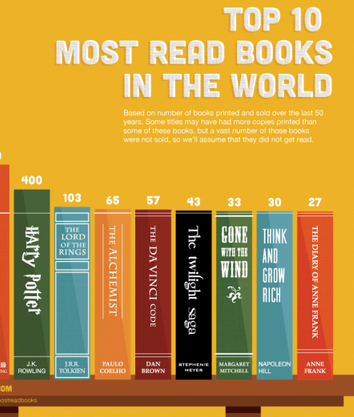 TOP 10
MOST READ BOOKS
IN THE WORLD
Based on number of books printed and sold over the last 50
years. Some titles may have had more copies printed than
some of these books, but a vast number of those books
were not sold, so we'll assume that they did not get read.
400
103
65
57
43
33
30
27
Harry Potter
J.K.
ROWLING
THE
LORD
OF THE
RINGS
J.R.R.
TOLKIEN
THE ALCHEMIST
PAULO
COELHO
THE DA VINCI CODE
DAN
BROWN
The twilight saga
STEPHENIE
MEYER
GONE
WITH THE
WIND
MARGARET
MITCHELL
THINK
AND
GROW
RICH
NAPOLEON
HILL
THE DIARY OF ANNE FRANK
ANNE
FRANK